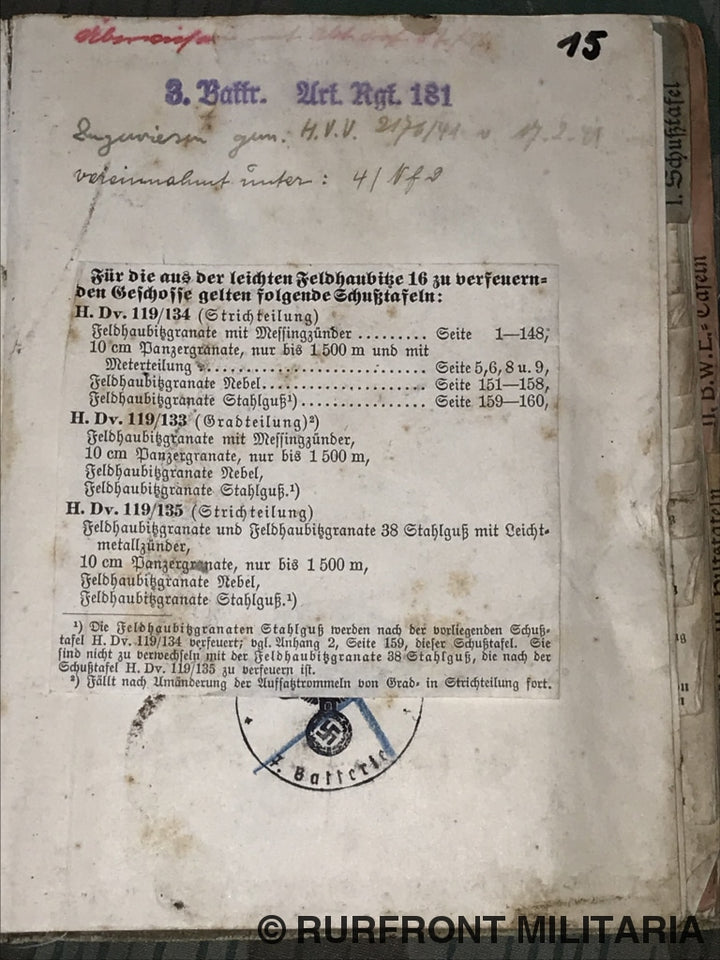 15
3. Battr. Art. Rgt. 181
gem. H.V.V.
vereinnahmt unter: 4/
Für die aus der leichten Feldhaubitze 16 zu verfeuern=
den Geschosse gelten folgende Schußtafeln:
H. Dv. 119/134 (Strichteilung)
Feldhaubitzgranate mit Messingzünder ......... Seite 1—148,
10 cm Panzergranate, nur bis 1 500 m und mit
Meterteilung ............................ Seite 5, 6, 8 u. 9,
Feldhaubitzgranate Nebel..................... Seite 151—158,
Feldhaubitzgranate Stahlguß¹) ................ Seite 159—160,
H. Dv. 119/133 (Gradteilung)²)
Feldhaubitzgranate mit Messingzünder,
10 cm Panzergranate, nur bis 1 500 m,
Feldhaubitzgranate Nebel,
Feldhaubitzgranate Stahlguß.¹)
H. Dv. 119/135 (Strichteilung)
Feldhaubitzgranate und Feldhaubitzgranate 38 Stahlguß mit Leicht=
metallzünder,
10 cm Panzergranate, nur bis 1 500 m,
Feldhaubitzgranate Nebel,
Feldhaubitzgranate Stahlguß.¹)
¹) Die Feldhaubitzgranaten Stahlguß werden nach der vorliegenden Schuß=
tafel H. Dv. 119/134 verfeuert; vgl. Anhang 2, Seite 159, dieser Schußtafel. Sie
sind nicht zu verwechseln mit der Feldhaubitzgranate 38 Stahlguß, die nach der
Schußtafel H. Dv. 119/135 zu verfeuern ist.
²) Fällt nach Umänderung der Aufsatztrommeln von Grad= in Strichteilung fort.
Batterie
I. Schußtafel
II. B.W.E.=Tafeln
© RURFRONT MILITARIA